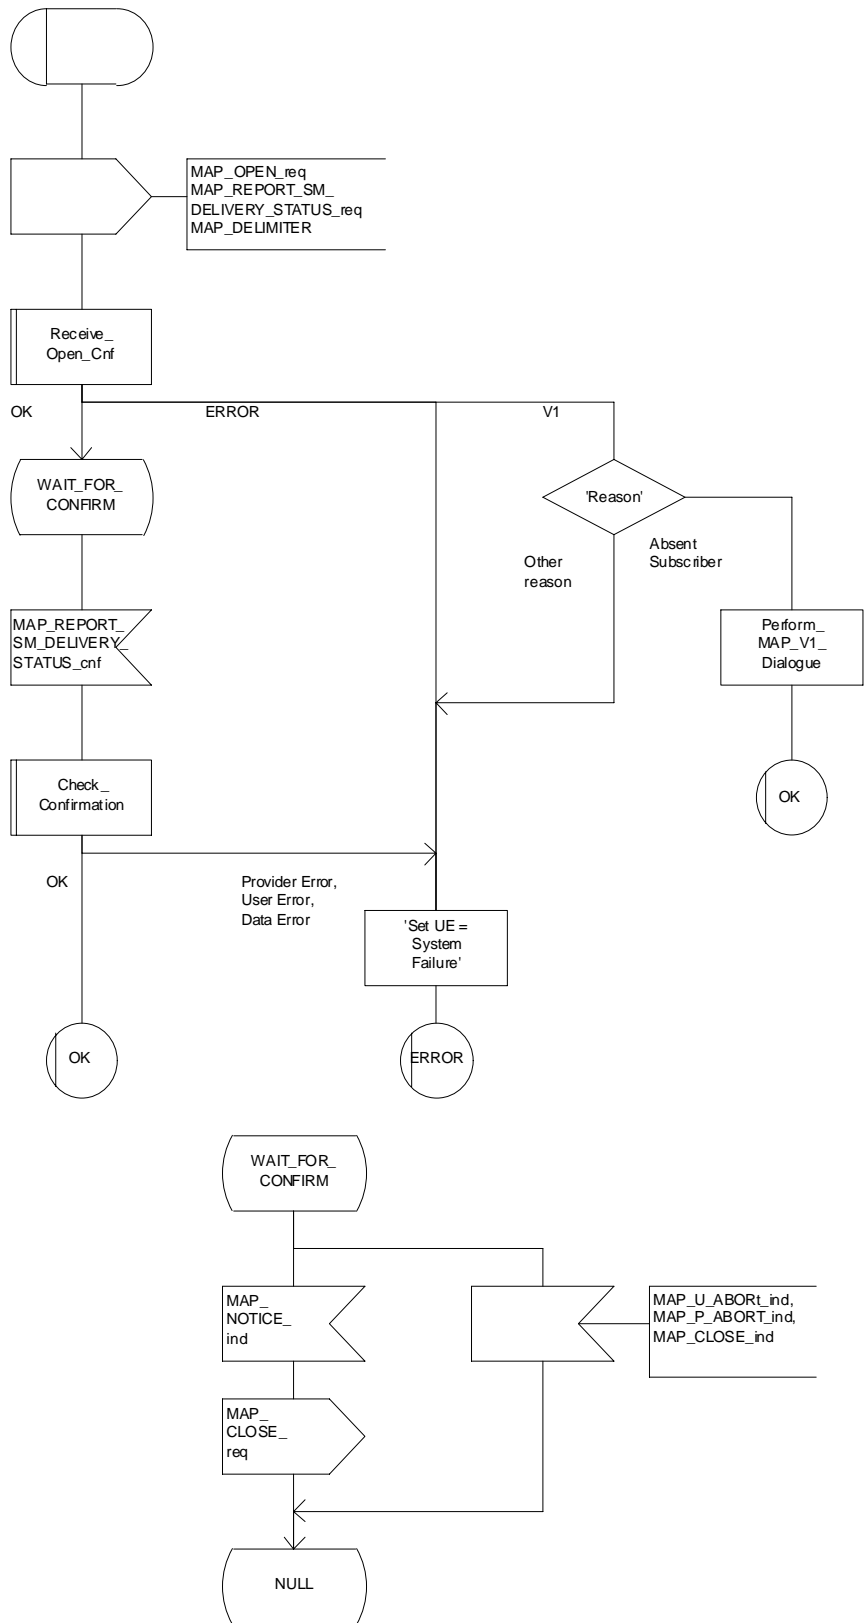 MAP_OPEN_req
MAP_REPORT_SM_
DELIVERY_STATUS_req
MAP_DELIMITER
Receive_
Open_Cnf
OK
ERROR
V1
WAIT_FOR_
CONFIRM
'Reason'
Other
reason
Absent
Subscriber
MAP_REPORT_
SM_DELIVERY_
STATUS_cnf
Perform_
MAP_V1_
Dialogue
Check_
Confirmation
OK
OK
Provider Error,
User Error,
Data Error
'Set UE =
System
Failure'
OK
ERROR
WAIT_FOR_
CONFIRM
MAP_
NOTICE_
ind
MAP_U_ABORt_ind,
MAP_P_ABORT_ind,
MAP_CLOSE_ind
MAP_
CLOSE_
req
NULL